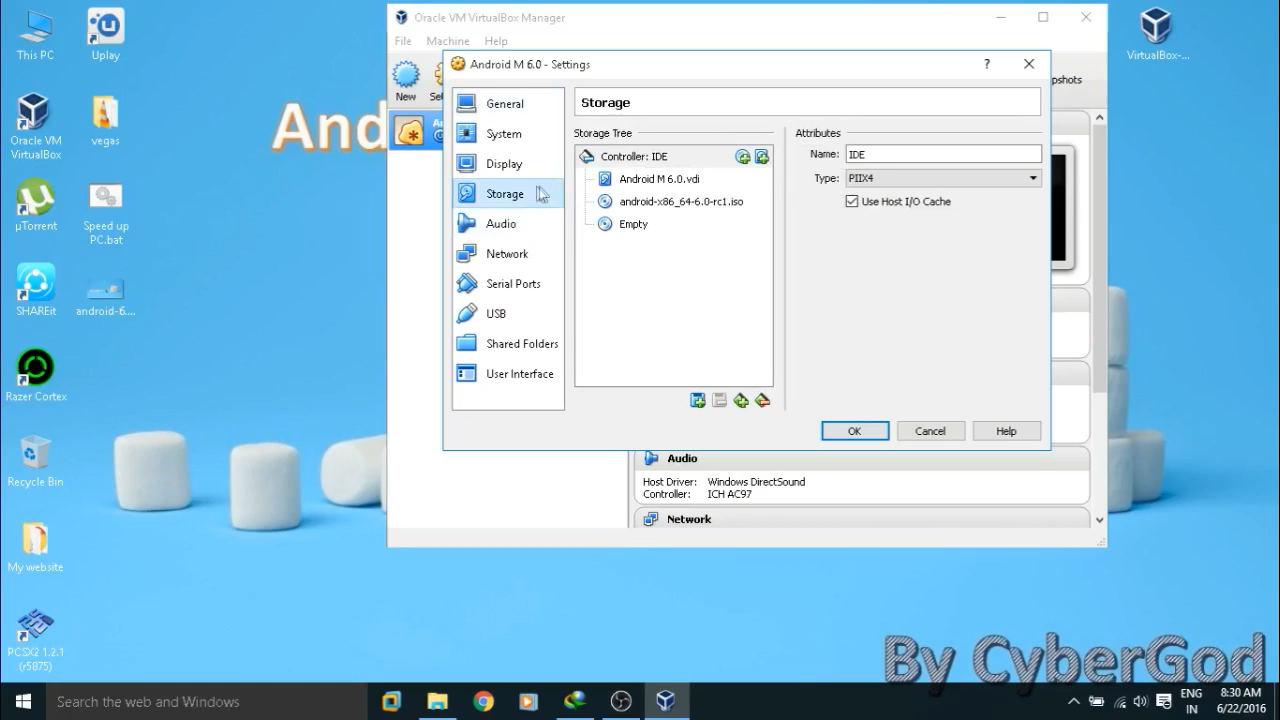 This PC
Uplay
Oracle VM
VirtualBox
vegas
µTorrent
Speed up
PC.bat
SHAREit
android-6....
Razer Cortex
Recycle Bin
My website
PCSX2 1.2.1
(r5875)
And
Oracle VM VirtualBox Manager
File Machine Help
New
Se
pshots
VirtualBox-...
Android M 6.0 - Settings
?
General
System
Display
Storage
Audio
Network
Serial Ports
USB
Shared Folders
User Interface
Storage
Storage Tree
Controller: IDE
Android M 6.0.vdi
android-x86_64-6.0-rc1.iso
Empty
Attributes
Name: IDE
Type: PIIX4
Use Host I/O Cache
OK Cancel Help
Audio
Host Driver: Windows DirectSound
Controller: ICH AC97
Network
By CyberGod
Search the web and Windows
ENG
IN
8:30 AM
6/22/2016